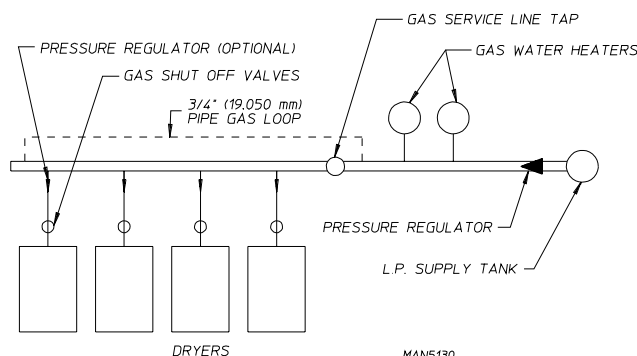 GAS SERVICE LINE TAP
PRESSURE REGULATOR (OPTIONAL)
GAS WATER HEATERS
GAS SHUT OFF VALVES
3/4" (19.050 mm)
PIPE GAS LOOP
PRESSURE REGULATOR
L.P. SUPPLY TANK
DRYERS
MAN5130